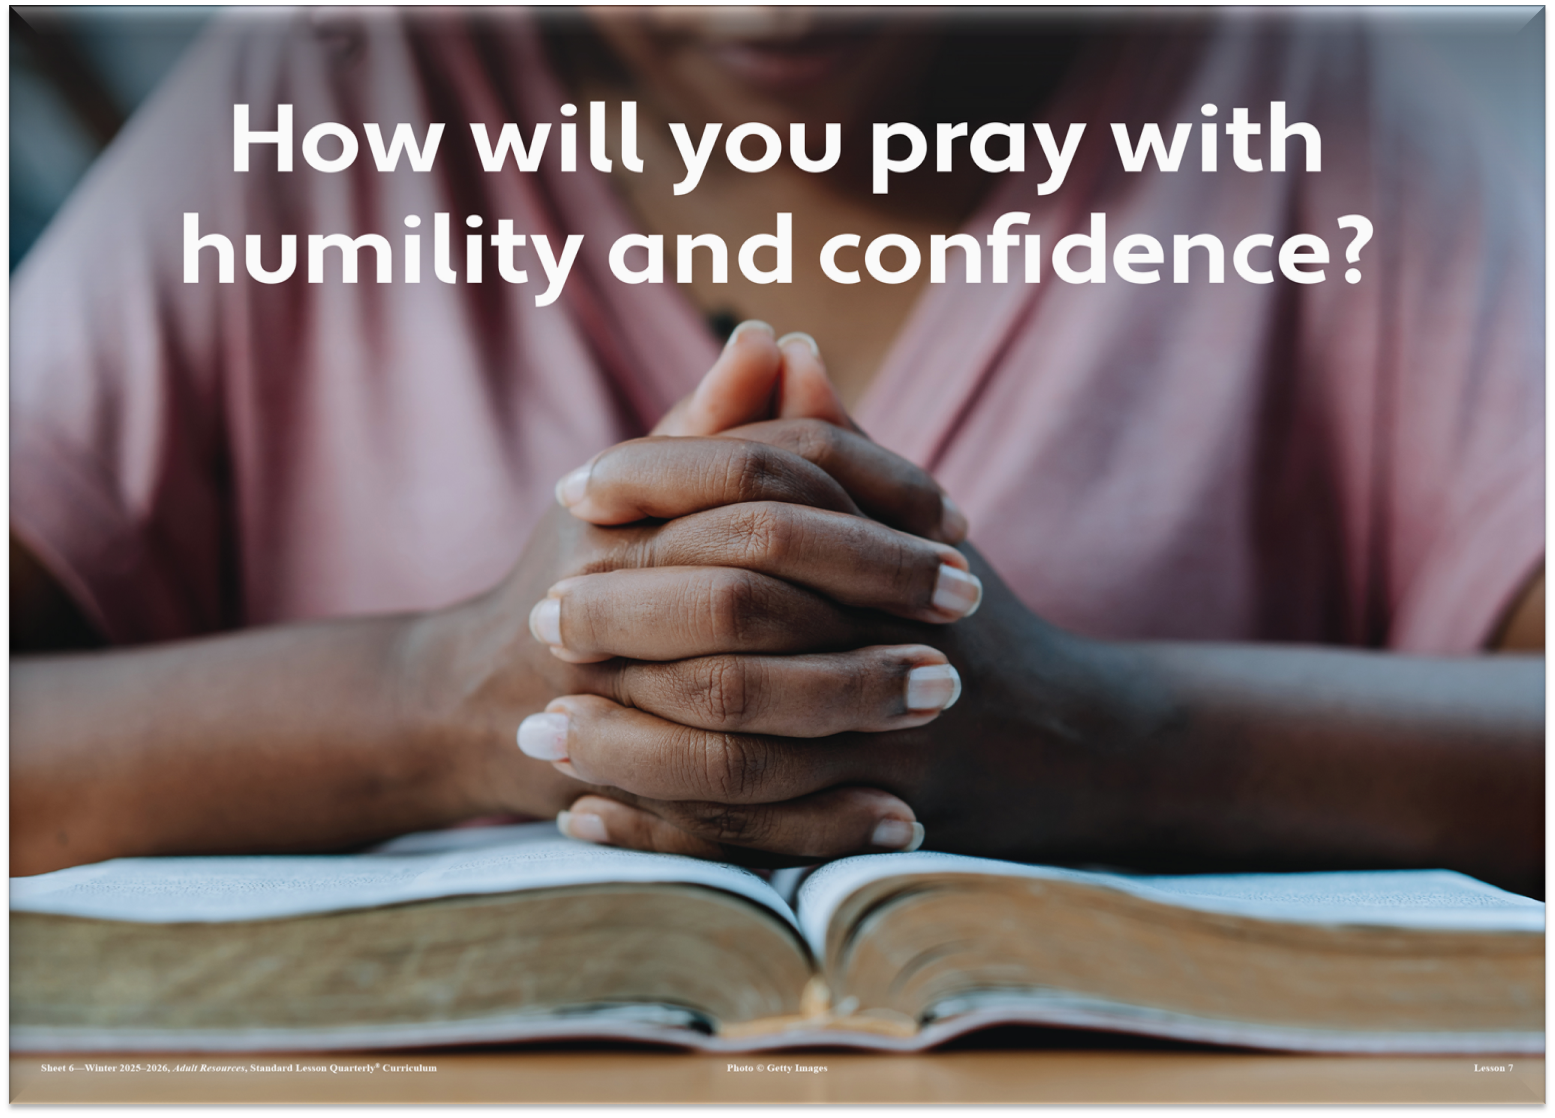 How will you pray with
humility and confidence?
Sheet 6—Winter 2025–2026, Adult Resources, Standard Lesson Quarterly® Curriculum
Photo © Getty Images
Lesson 7